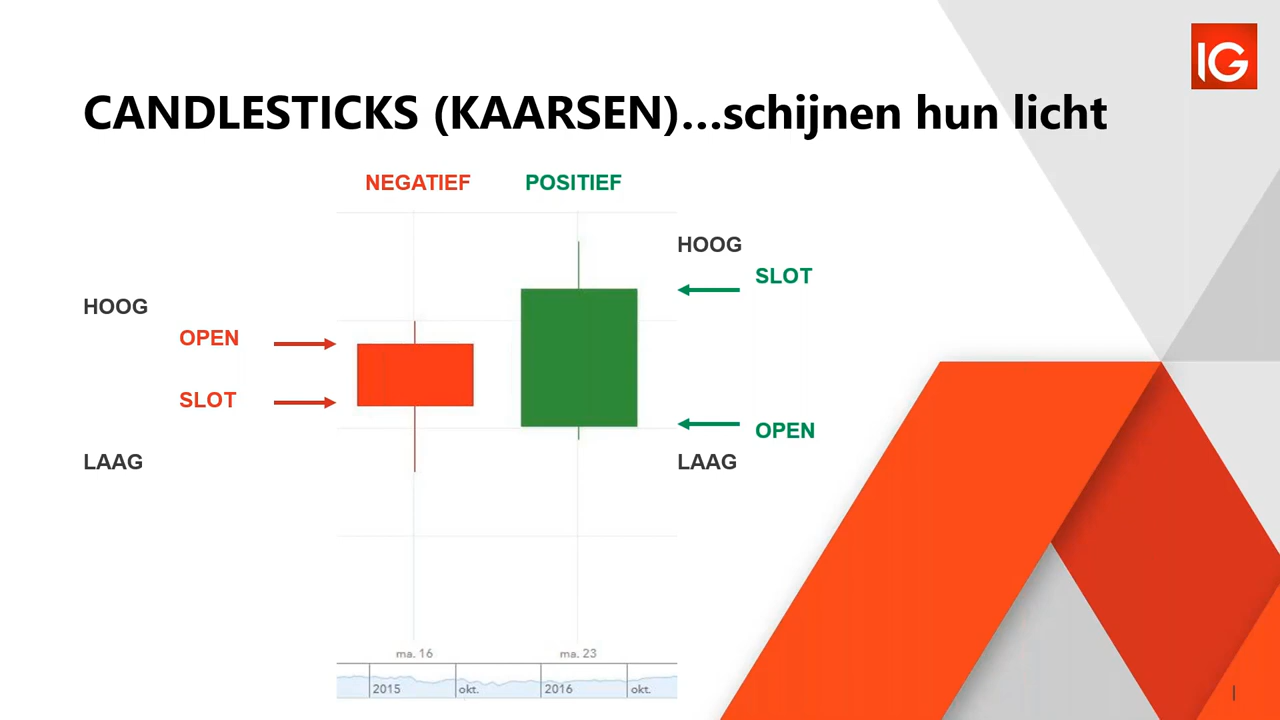 IG
CANDLESTICKS (KAARSEN)...schijnen hun licht
NEGATIEF
POSITIEF
HOOG
SLOT
HOOG
OPEN
SLOT
OPEN
LAAG
LAAG
ma. 16
ma. 23
2015
okt.
2016
okt.